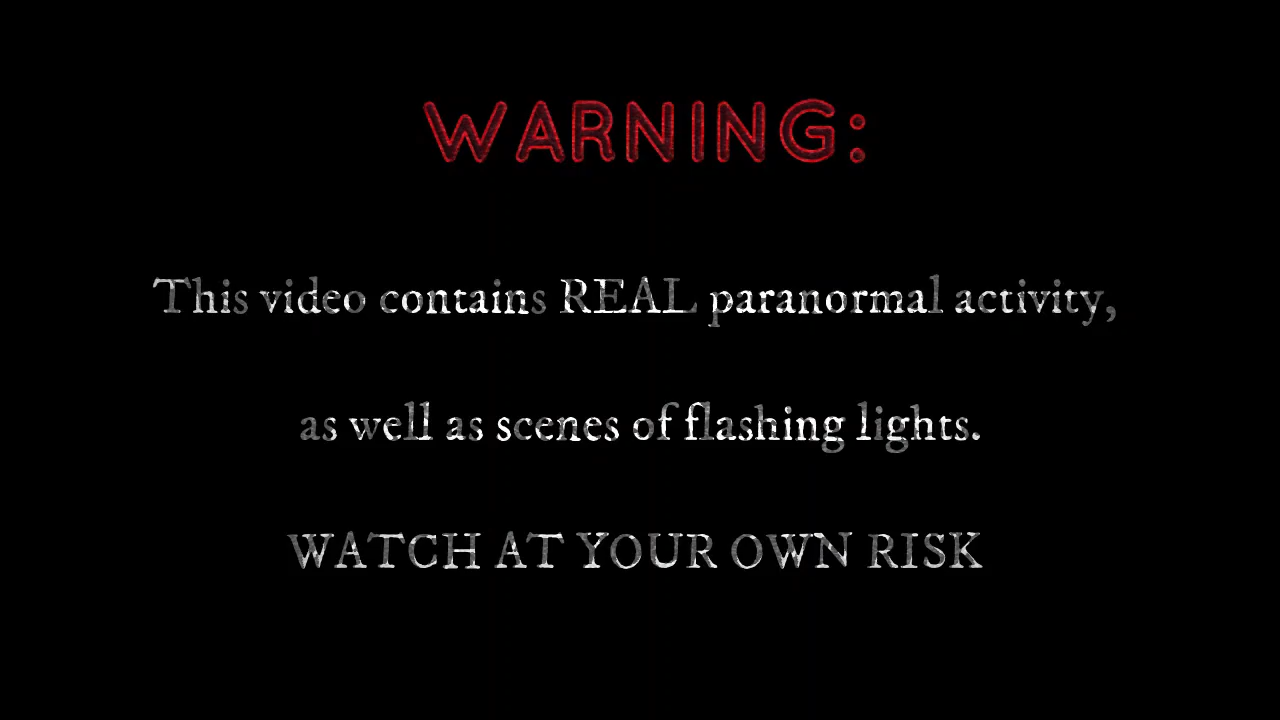 WARNING:
This video contains REAL paranormal activity,
as well as scenes of flashing lights.
WATCH AT YOUR OWN RISK